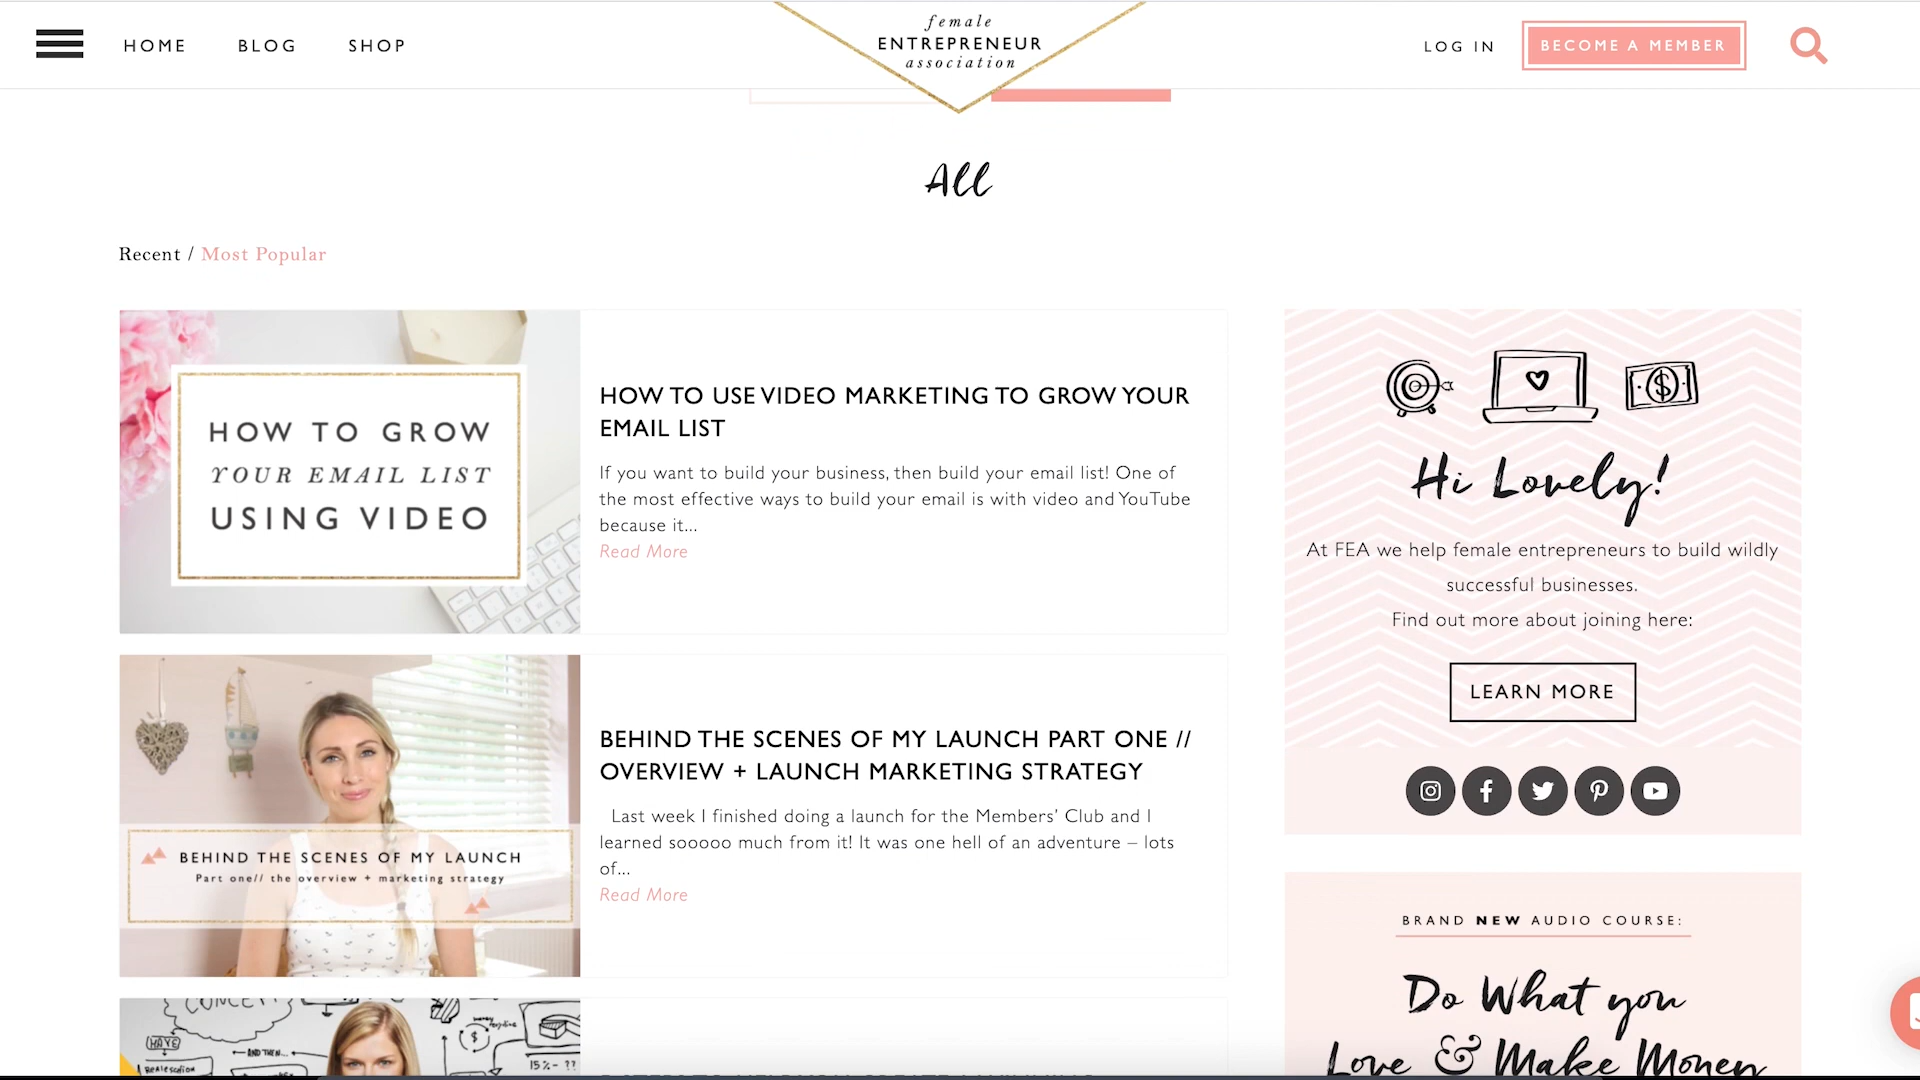 HOME
BLOG
SHOP
female
ENTREPRENEUR
association
LOG IN
BECOME A MEMBER
All
Recent / Most Popular
HOW TO GROW
YOUR EMAIL LIST
USING VIDEO
HOW TO USE VIDEO MARKETING TO GROW YOUR
EMAIL LIST
If you want to build your business, then build your email list! One of
the most effective ways to build your email is with video and YouTube
because it...
Read More
BEHIND THE SCENES OF MY LAUNCH
Part one// the overview + marketing strategy
BEHIND THE SCENES OF MY LAUNCH PART ONE //
OVERVIEW + LAUNCH MARKETING STRATEGY
Last week I finished doing a launch for the Members' Club and I
learned sooooo much from it! It was one hell of an adventure – lots
of...
Read More
CONCEPT
HAVE
AND THEN...
REALISATION
$
15%- ??
Hi Lovely!
At FEA we help female entrepreneurs to build wildly
successful businesses.
Find out more about joining here:
LEARN MORE
BRAND NEW AUDIO COURSE:
Do What you
Love & Make Money